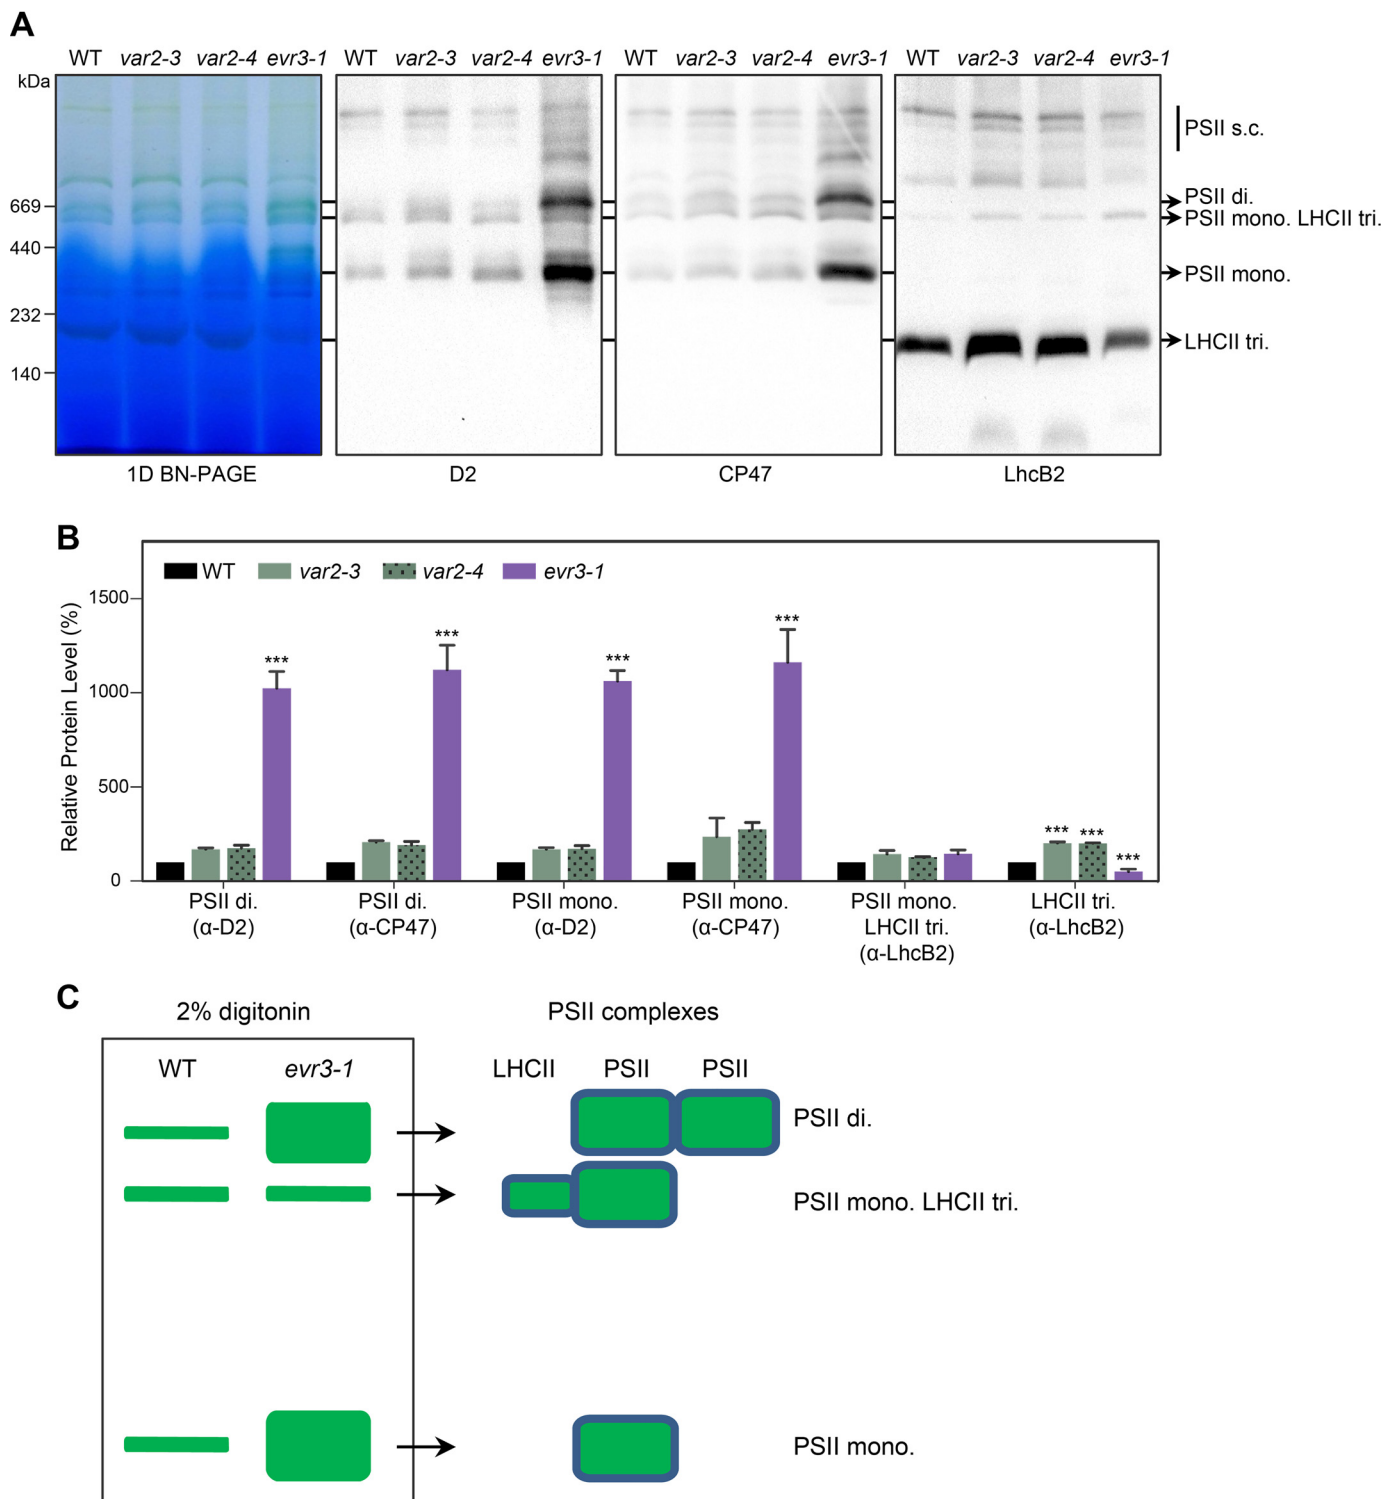 A
WT var2-3 var2-4 evr3-1 WT var2-3 var2-4 evr3-1 WT var2-3 var2-4 evr3-1 WT var2-3 var2-4 evr3-1
kDa
PSII s.c.
669
PSII di.
PSII mono. LHCII tri.
440
PSII mono.
232
LHCII tri.
140
1D BN-PAGE D2 CP47 LhcB2
B
WT var2-3 var2-4 evr3-1
Relative Protein Level (%)
1500
1000
500
0
*** *** *** *** *** *** ***
PSII di. PSII di. PSII mono. PSII mono. PSII mono. LHCII tri.
(α-D2) (α-CP47) (α-D2) (α-CP47) LHCII tri. (α-LhcB2)
(α-LhcB2)
C
2% digitonin PSII complexes
WT evr3-1 LHCII PSII PSII
PSII di.
PSII mono. LHCII tri.
PSII mono.